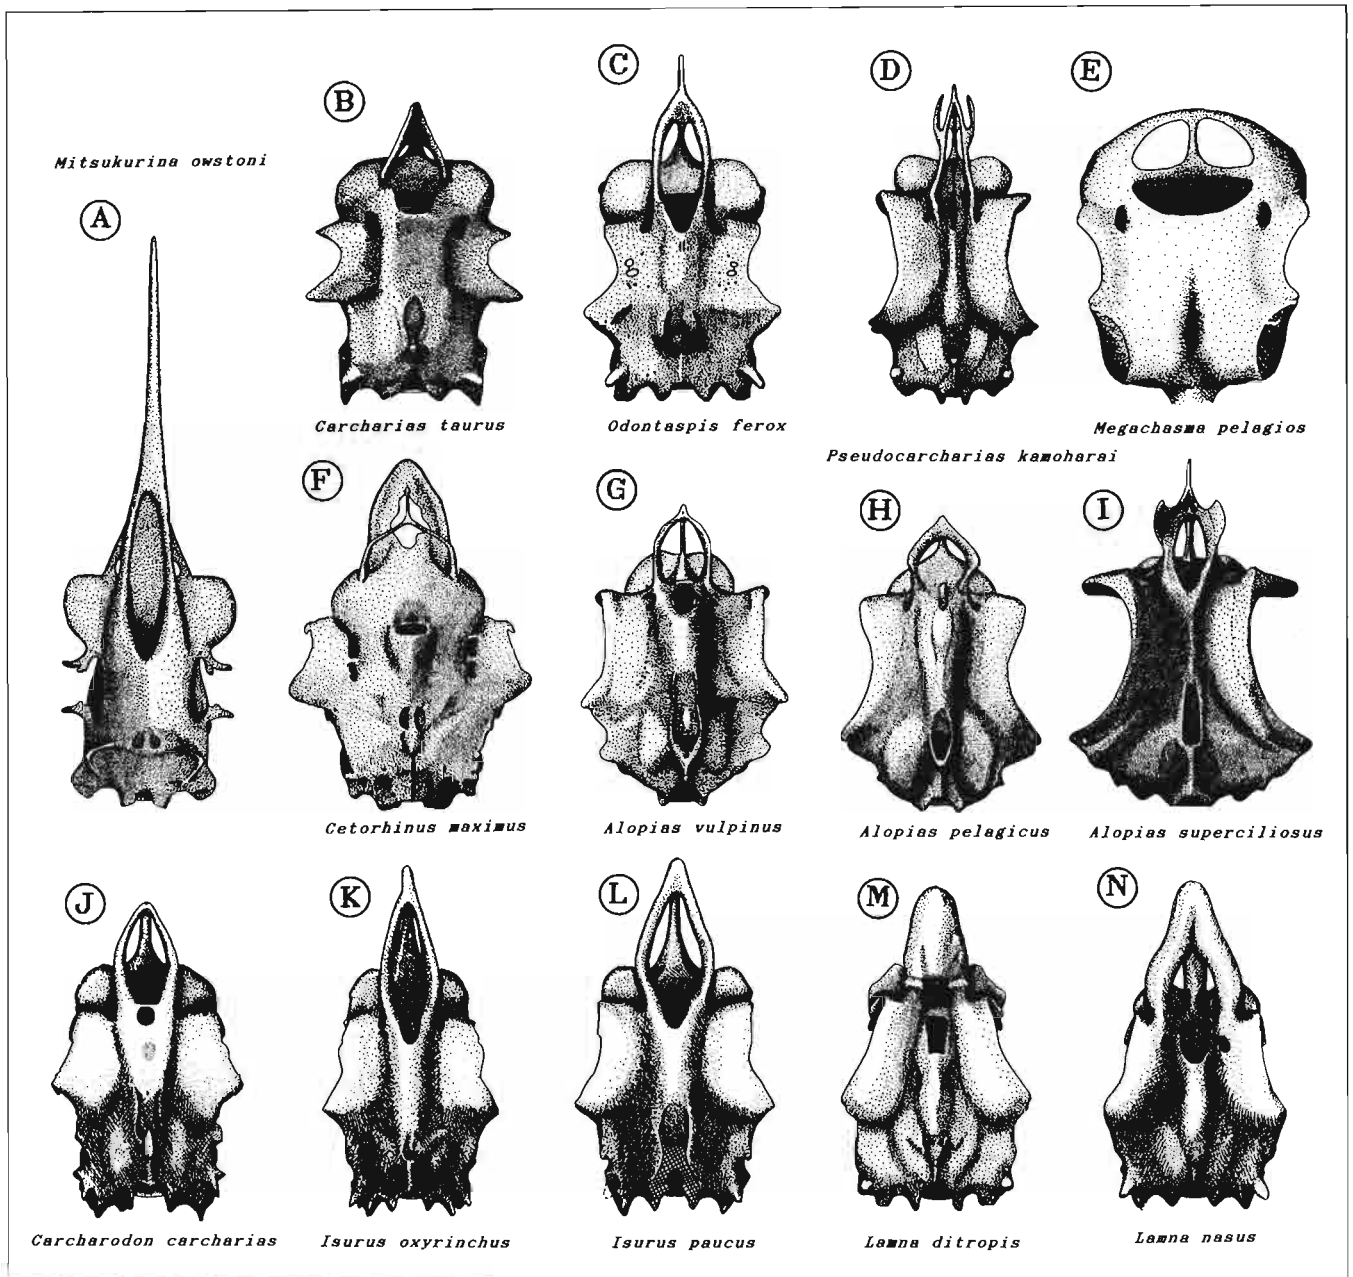 B
C
D
E
Mitsukurina owstoni
A
Carcharias taurus
Odontaspis ferox
Megachasma pelagios
Pseudocarcharias kamoharai
F
G
H
I
Cetorhinus maximus
Alopias vulpinus
Alopias pelagicus
Alopias superciliosus
J
K
L
M
N
Carcharodon carcharias
Isurus oxyrinchus
Isurus paucus
Lamna ditropis
Lamna nasus